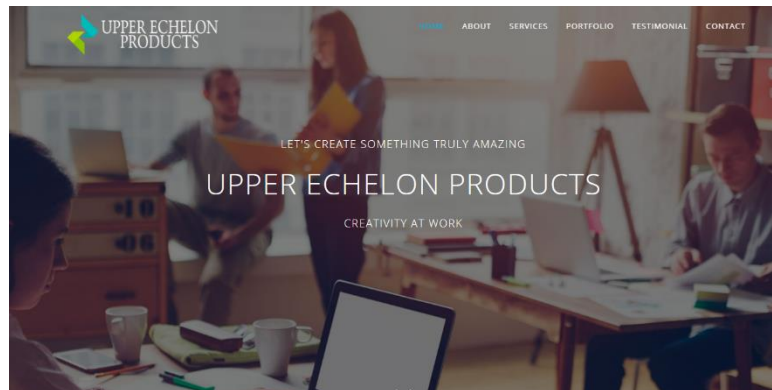 UPPER ECHELON
PRODUCTS
HOME ABOUT SERVICES PORTFOLIO TESTIMONIAL CONTACT
LET'S CREATE SOMETHING TRULY AMAZING
UPPER ECHELON PRODUCTS
CREATIVITY AT WORK